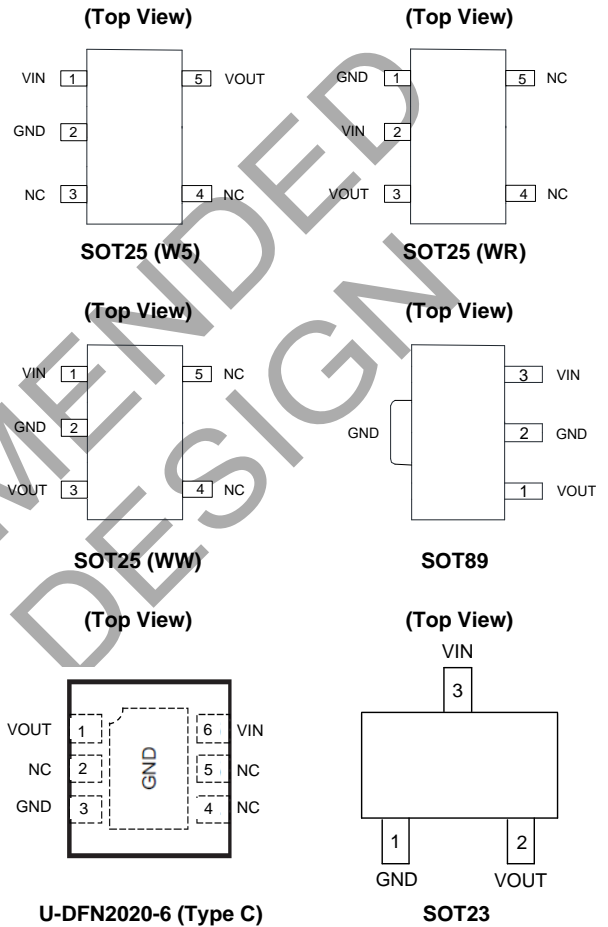 (Top View)
VIN 1 5 VOUT
GND 2
NC 3 4 NC
SOT25 (W5)
(Top View)
GND 1 5 NC
VIN 2
VOUT 3 4 NC
SOT25 (WR)
(Top View)
VIN 1 5 NC
GND 2
VOUT 3 4 NC
SOT25 (WW)
(Top View)
3 VIN
GND 2 GND
1 VOUT
SOT89
(Top View)
VOUT 1 6 VIN
NC 2 GND 5 NC
GND 3 4 NC
U-DFN2020-6 (Type C)
(Top View)
VIN
3
1 2
GND VOUT
SOT23
MENDED
DESIGN